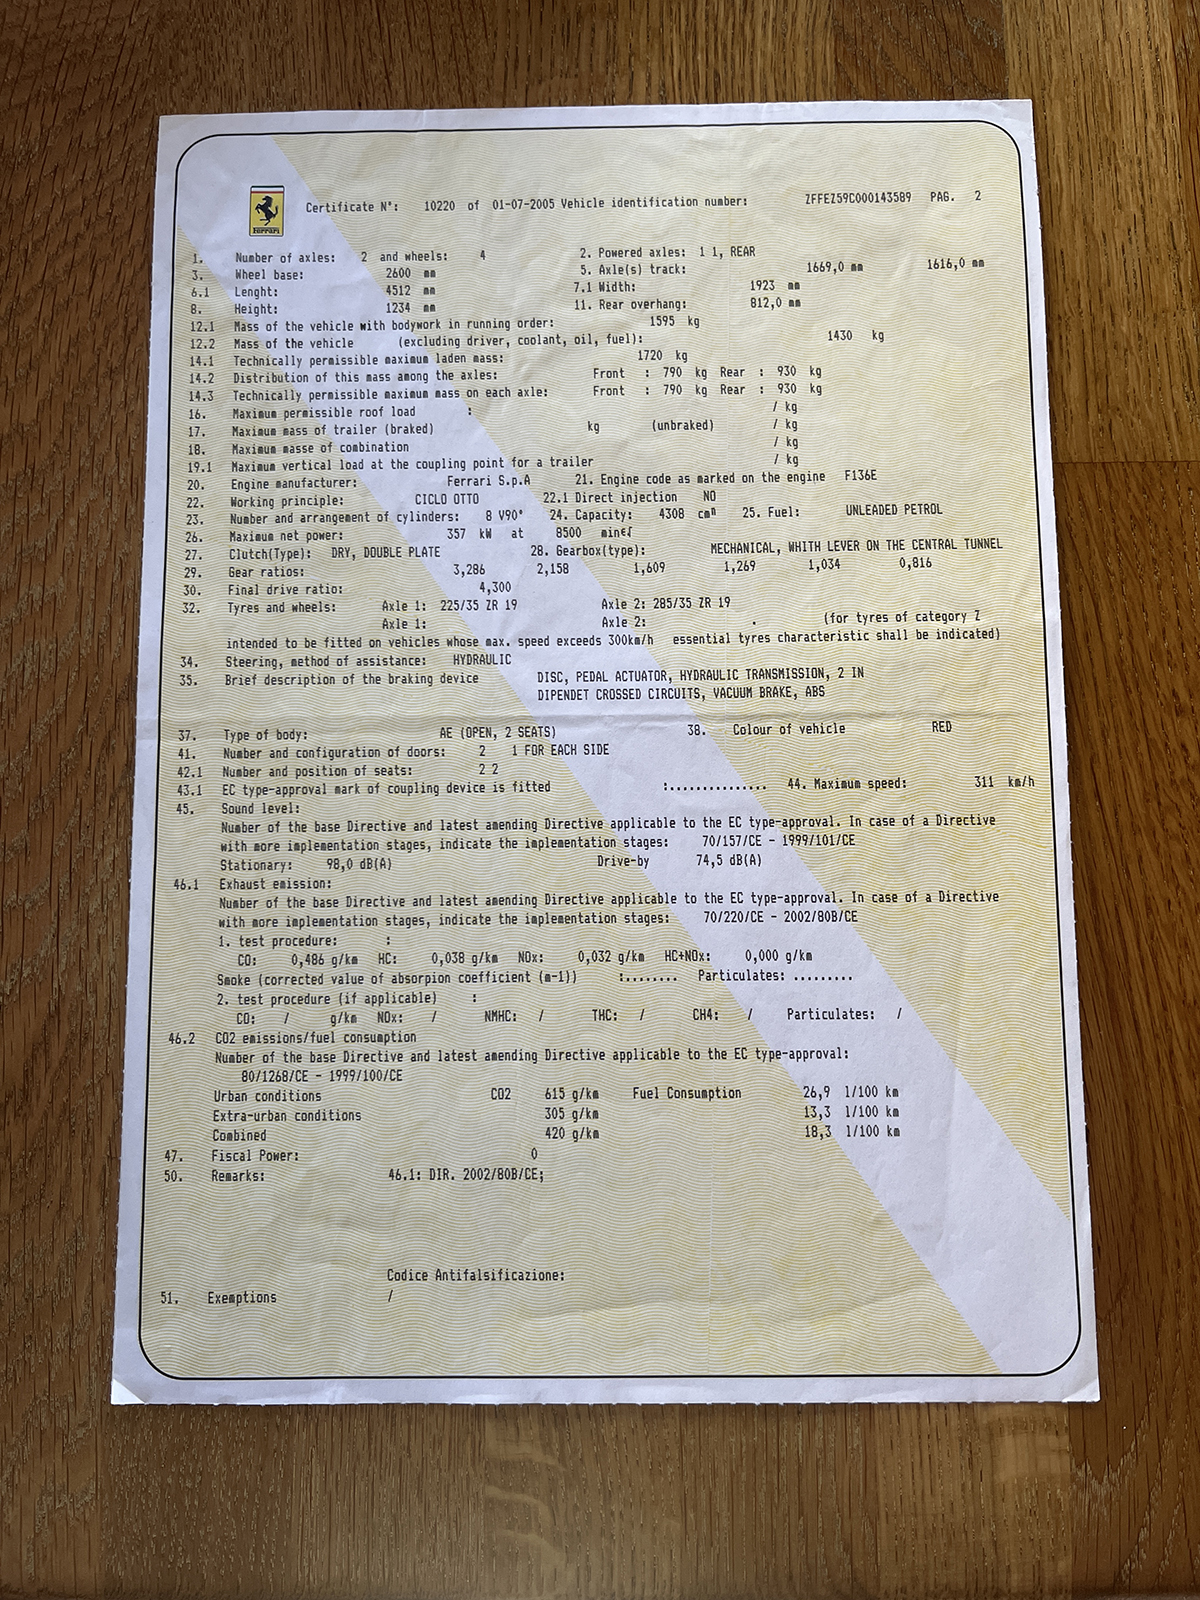 Ferrari
Certificate N°: 10220 of 01-07-2005 Vehicle identification number: ZFFEZ59C000143589 PAG. 2
1. Number of axles: 2 and wheels: 4 2. Powered axles: 1 1, REAR
3. Wheel base: 2600 mm 5. Axle(s) track: 1669,0 mm 1616,0 mm
6.1 Lenght: 4512 mm 7.1 Width: 1923 mm
8. Height: 1234 mm 11. Rear overhang: 812,0 mm
12.1 Mass of the vehicle with bodywork in running order: 1595 kg
12.2 Mass of the vehicle (excluding driver, coolant, oil, fuel): 1430 kg
14.1 Technically permissible maximum laden mass: 1720 kg
14.2 Distribution of this mass among the axles: Front : 790 kg Rear : 930 kg
14.3 Technically permissible maximum mass on each axle: Front : 790 kg Rear : 930 kg
16. Maximum permissible roof load : / kg
17. Maximum mass of trailer (braked) kg (unbraked) / kg
18. Maximum masse of combination / kg
19.1 Maximum vertical load at the coupling point for a trailer / kg
20. Engine manufacturer: Ferrari S.p.A 21. Engine code as marked on the engine F136E
22. Working principle: CICLO OTTO 22.1 Direct injection NO
23. Number and arrangement of cylinders: 8 V90° 24. Capacity: 4308 cmⁿ 25. Fuel: UNLEADED PETROL
26. Maximum net power: 357 kW at 8500
27. Clutch(Type): DRY, DOUBLE PLATE 28. Gearbox(type): MECHANICAL, WHITH LEVER ON THE CENTRAL TUNNEL
29. Gear ratios: 3,286 2,158 1,609 1,269 1,034 0,816
30. Final drive ratio: 4,300
32. Tyres and wheels: Axle 1: 225/35 ZR 19 Axle 2: 285/35 ZR 19
Axle 1: Axle 2: . (for tyres of category Z
intended to be fitted on vehicles whose max. speed exceeds 300km/h essential tyres characteristic shall be indicated)
34. Steering, method of assistance: HYDRAULIC
35. Brief description of the braking device DISC, PEDAL ACTUATOR, HYDRAULIC TRANSMISSION, 2 IN
DIPENDET CROSSED CIRCUITS, VACUUM BRAKE, ABS
37. Type of body: AE (OPEN, 2 SEATS) 38. Colour of vehicle RED
41. Number and configuration of doors: 2 1 FOR EACH SIDE
42.1 Number and position of seats: 2 2
43.1 EC type-approval mark of coupling device is fitted :............... 44. Maximum speed: 311 km/h
45. Sound level:
Number of the base Directive and latest amending Directive applicable to the EC type-approval. In case of a Directive
with more implementation stages, indicate the implementation stages: 70/157/CE - 1999/101/CE
Stationary: 98,0 dB(A) Drive-by 74,5 dB(A)
46.1 Exhaust emission:
Number of the base Directive and latest amending Directive applicable to the EC type-approval. In case of a Directive
with more implementation stages, indicate the implementation stages: 70/220/CE - 2002/80B/CE
1. test procedure: :
CO: 0,486 g/km HC: 0,038 g/km NOx: 0,032 g/km HC+NOx: 0,000 g/km
Smoke (corrected value of absorpion coefficient (m-1)) :........ Particulates: .........
2. test procedure (if applicable) :
CO: / g/km NOx: / NMHC: / THC: / CH4: / Particulates: /
46.2 CO2 emissions/fuel consumption
Number of the base Directive and latest amending Directive applicable to the EC type-approval:
80/1268/CE - 1999/100/CE
Urban conditions CO2 615 g/km Fuel Consumption 26,9 l/100 km
Extra-urban conditions 305 g/km 13,3 l/100 km
Combined 420 g/km 18,3 l/100 km
47. Fiscal Power: 0
50. Remarks: 46.1: DIR. 2002/80B/CE;
Codice Antifalsificazione:
51. Exemptions /